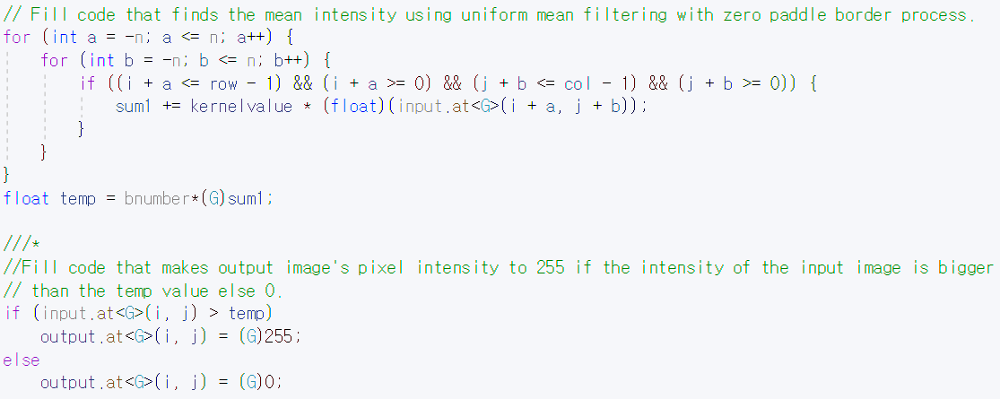 // Fill code that finds the mean intensity using uniform mean filtering with zero paddle border process.
for (int a = -n; a <= n; a++) {
    for (int b = -n; b <= n; b++) {
        if ((i + a <= row - 1) && (i + a >= 0) && (j + b <= col - 1) && (j + b >= 0)) {
            sum1 += kernelvalue * (float)(input.at<G>(i + a, j + b));
        }
    }
}
float temp = bnumber*(G)sum1;

///*
//Fill code that makes output image's pixel intensity to 255 if the intensity of the input image is bigger
// than the temp value else 0.
if (input.at<G>(i, j) > temp)
    output.at<G>(i, j) = (G)255;
else
    output.at<G>(i, j) = (G)0;